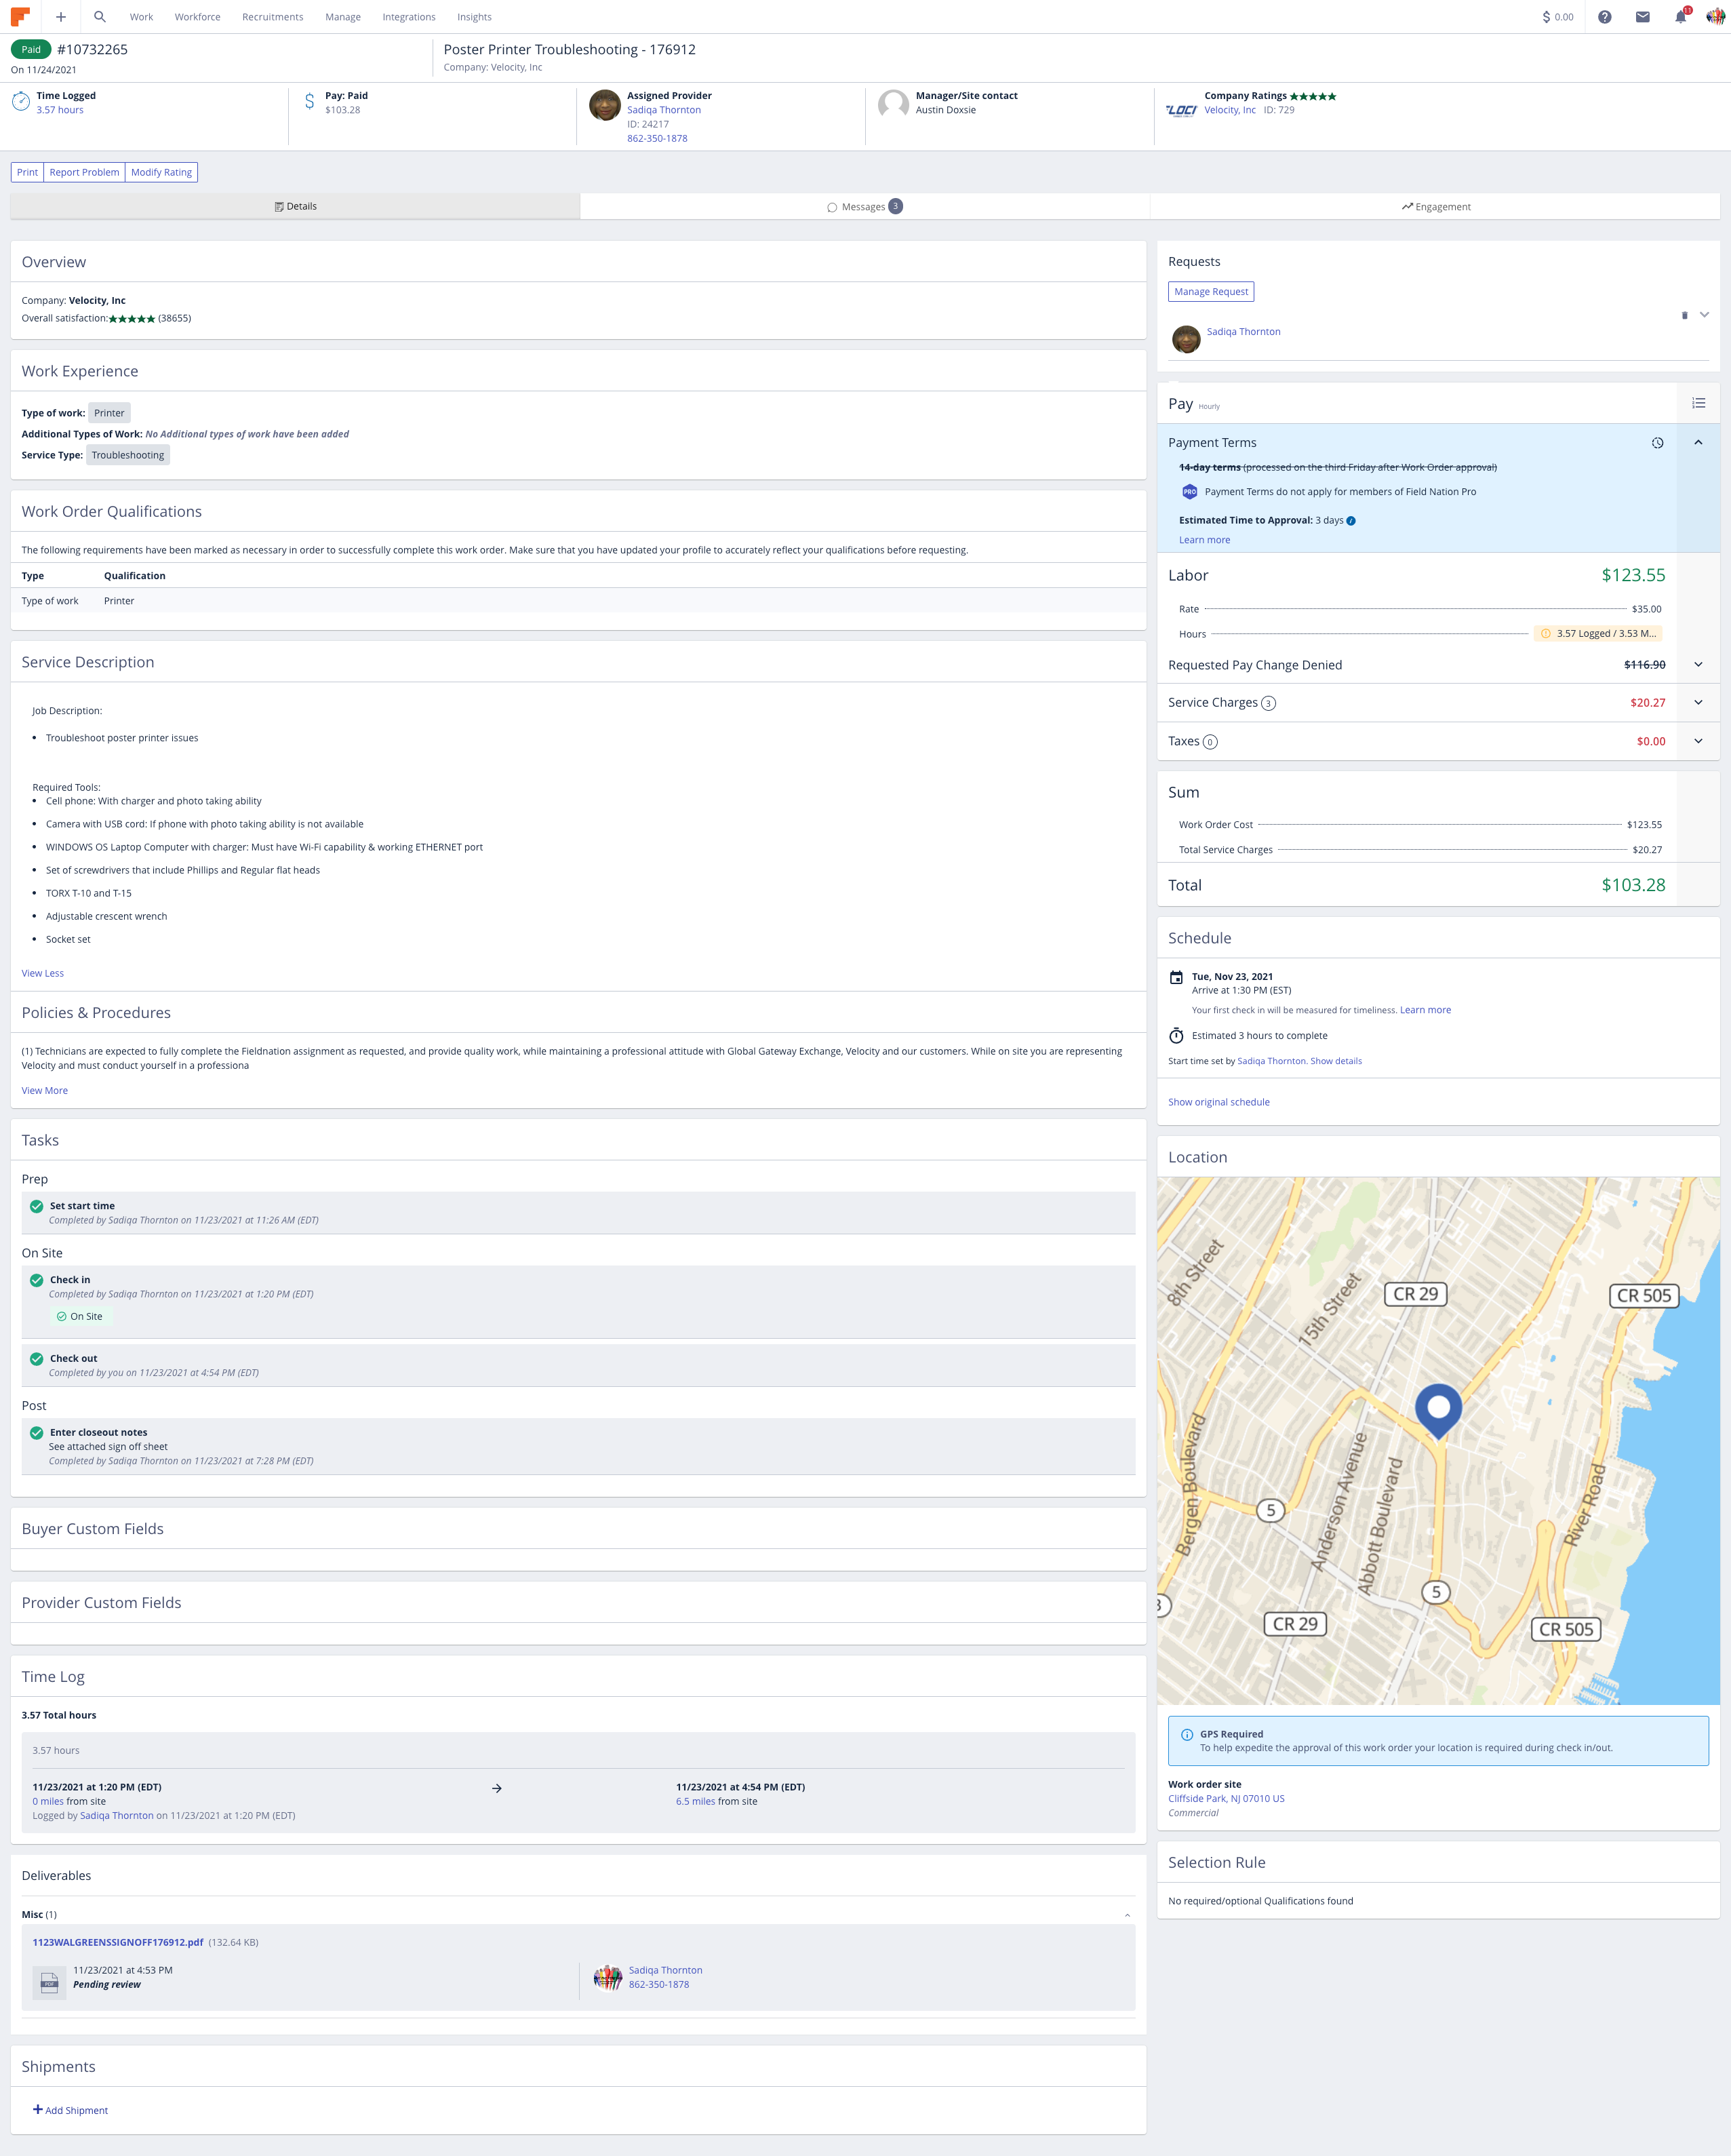 Work Workforce Recruitments Manage Integrations Insights
$ 0.00
11
Paid #10732265
On 11/24/2021
Poster Printer Troubleshooting - 176912
Company: Velocity, Inc
Time Logged
3.57 hours
Pay: Paid
$103.28
Assigned Provider
Sadiqa Thornton
ID: 24217
862-350-1878
Manager/Site contact
Austin Doxsie
Company Ratings ★★★★★
Velocity, Inc ID: 729
Print Report Problem Modify Rating
Details
Messages 3
Engagement
Overview
Company: Velocity, Inc
Overall satisfaction:★★★★★ (38655)
Work Experience
Type of work: Printer
Additional Types of Work: No Additional types of work have been added
Service Type: Troubleshooting
Work Order Qualifications
The following requirements have been marked as necessary in order to successfully complete this work order. Make sure that you have updated your profile to accurately reflect your qualifications before requesting.
Type Qualification
Type of work Printer
Service Description
Job Description:
• Troubleshoot poster printer issues
Required Tools:
• Cell phone: With charger and photo taking ability
• Camera with USB cord: If phone with photo taking ability is not available
• WINDOWS OS Laptop Computer with charger: Must have Wi-Fi capability & working ETHERNET port
• Set of screwdrivers that include Phillips and Regular flat heads
• TORX T-10 and T-15
• Adjustable crescent wrench
• Socket set
View Less
Policies & Procedures
(1) Technicians are expected to fully complete the Fieldnation assignment as requested, and provide quality work, while maintaining a professional attitude with Global Gateway Exchange, Velocity and our customers. While on site you are representing
Velocity and must conduct yourself in a professiona
View More
Tasks
Prep
Set start time
Completed by Sadiqa Thornton on 11/23/2021 at 11:26 AM (EDT)
On Site
Check in
Completed by Sadiqa Thornton on 11/23/2021 at 1:20 PM (EDT)
On Site
Check out
Completed by you on 11/23/2021 at 4:54 PM (EDT)
Post
Enter closeout notes
See attached sign off sheet
Completed by Sadiqa Thornton on 11/23/2021 at 7:28 PM (EDT)
Buyer Custom Fields
Provider Custom Fields
Time Log
3.57 Total hours
3.57 hours
11/23/2021 at 1:20 PM (EDT)
0 miles from site
Logged by Sadiqa Thornton on 11/23/2021 at 1:20 PM (EDT)
11/23/2021 at 4:54 PM (EDT)
6.5 miles from site
Deliverables
Misc (1)
1123WALGREENSSIGNOFF176912.pdf (132.64 KB)
PDF
11/23/2021 at 4:53 PM
Pending review
Sadiqa Thornton
862-350-1878
Shipments
Add Shipment
Requests
Manage Request
Sadiqa Thornton
Pay Hourly
Payment Terms
14-day terms (processed on the third Friday after Work Order approval)
PRO Payment Terms do not apply for members of Field Nation Pro
Estimated Time to Approval: 3 days
Learn more
Labor $123.55
Rate $35.00
Hours 3.57 Logged / 3.53 M...
Requested Pay Change Denied $116.90
Service Charges 3 $20.27
Taxes 0 $0.00
Sum
Work Order Cost $123.55
Total Service Charges $20.27
Total $103.28
Schedule
Tue, Nov 23, 2021
Arrive at 1:30 PM (EST)
Your first check in will be measured for timeliness. Learn more
Estimated 3 hours to complete
Start time set by Sadiqa Thornton. Show details
Show original schedule
Location
8th Street
15th Street
CR 29
CR 505
Bergen Boulevard
Anderson Avenue
Abbott Boulevard
River Road
5
5
CR 29
CR 505
GPS Required
To help expedite the approval of this work order your location is required during check in/out.
Work order site
Cliffside Park, NJ 07010 US
Commercial
Selection Rule
No required/optional Qualifications found